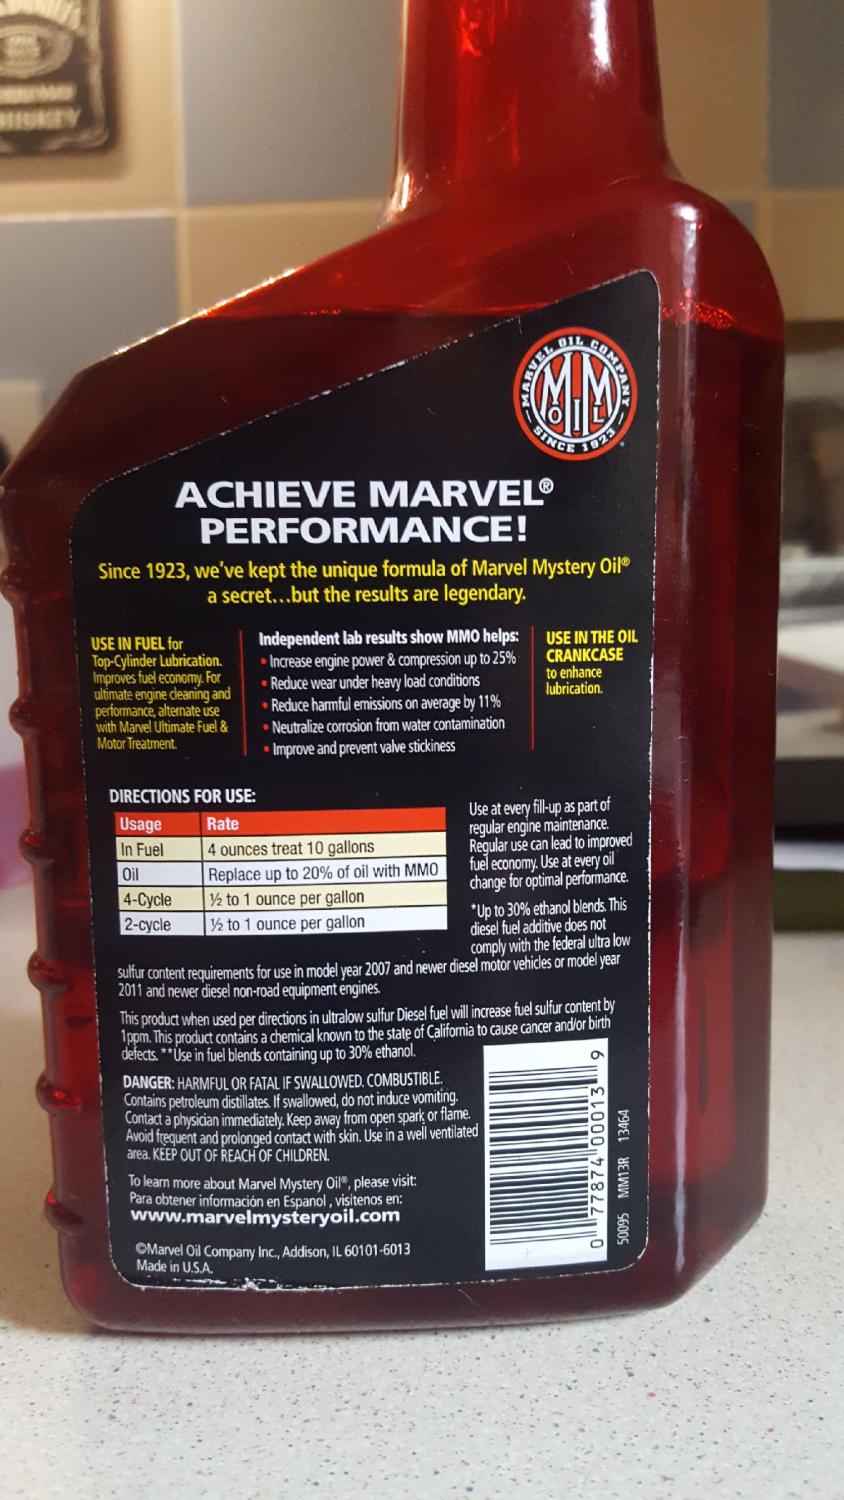 WHISKEY
MARVEL OIL COMPANY
MM
OIL
SINCE 1923
ACHIEVE MARVEL®
PERFORMANCE!
Since 1923, we've kept the unique formula of Marvel Mystery Oil®
a secret...but the results are legendary.
USE IN FUEL for
Top-Cylinder Lubrication.
Improves fuel economy. For
ultimate engine cleaning and
performance, alternate use
with Marvel Ultimate Fuel &
Motor Treatment.
Independent lab results show MMO helps:
• Increase engine power & compression up to 25%
• Reduce wear under heavy load conditions
• Reduce harmful emissions on average by 11%
• Neutralize corrosion from water contamination
• Improve and prevent valve stickiness
USE IN THE OIL
CRANKCASE
to enhance
lubrication.
DIRECTIONS FOR USE:
Usage Rate
In Fuel 4 ounces treat 10 gallons
Oil Replace up to 20% of oil with MMO
4-Cycle ½ to 1 ounce per gallon
2-cycle ½ to 1 ounce per gallon
Use at every fill-up as part of
regular engine maintenance.
Regular use can lead to improved
fuel economy. Use at every oil
change for optimal performance.
*Up to 30% ethanol blends. This
diesel fuel additive does not
comply with the federal ultra low
sulfur content requirements for use in model year 2007 and newer diesel motor vehicles or model year
2011 and newer diesel non-road equipment engines.
This product when used per directions in ultralow sulfur Diesel fuel will increase fuel sulfur content by
1ppm. This product contains a chemical known to the state of California to cause cancer and/or birth
defects. **Use in fuel blends containing up to 30% ethanol.
DANGER: HARMFUL OR FATAL IF SWALLOWED. COMBUSTIBLE.
Contains petroleum distillates. If swallowed, do not induce vomiting.
Contact a physician immediately. Keep away from open spark or flame.
Avoid frequent and prolonged contact with skin. Use in a well ventilated
area. KEEP OUT OF REACH OF CHILDREN.
To learn more about Marvel Mystery Oil®, please visit:
Para obtener información en Espanol , visítenos en:
www.marvelmysteryoil.com
©Marvel Oil Company Inc., Addison, IL 60101-6013
Made in U.S.A.
0 77874 00013 9
50095 MM13R 13464